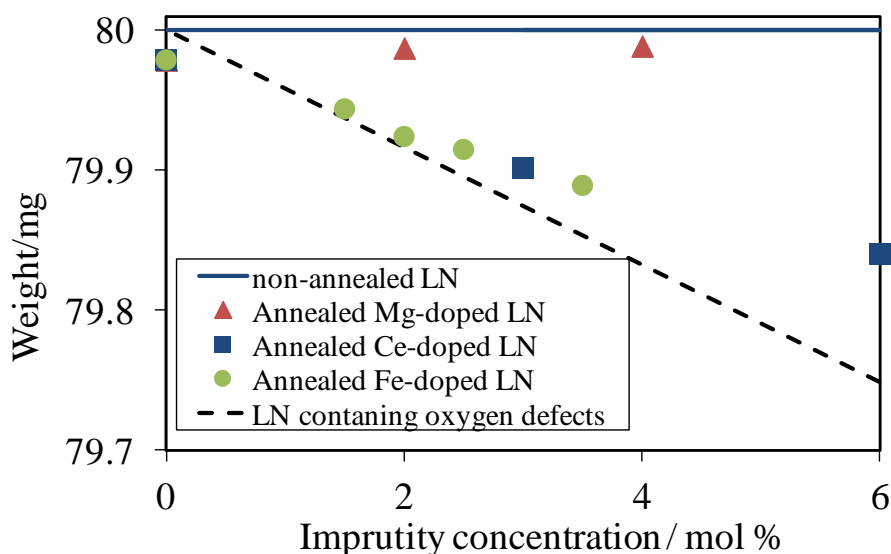 80
79.9
79.8
79.7
Weight/mg
non-annealed LN
Annealed Mg-doped LN
Annealed Ce-doped LN
Annealed Fe-doped LN
LN contaning oxygen defects
0
2
4
6
Imprutity concentration / mol %